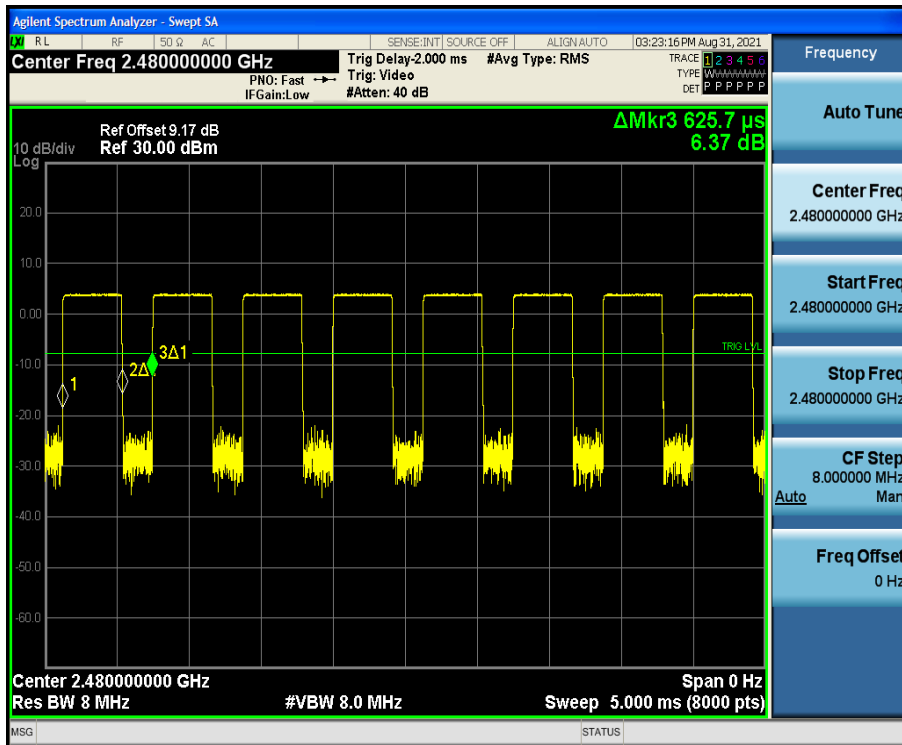 Agilent Spectrum Analyzer - Swept SA
LXI RL RF 50 Ω AC SENSE:INT SOURCE OFF ALIGN AUTO 03:23:16 PM Aug 31, 2021
Center Freq 2.480000000 GHz
PNO: Fast
IFGain:Low
Trig Delay-2.000 ms
Trig: Video
#Atten: 40 dB
#Avg Type: RMS
TRACE 1 2 3 4 5 6
TYPE WWWWWW
DET P P P P P P
Ref Offset 9.17 dB
10 dB/div Ref 30.00 dBm
Log
ΔMkr3 625.7 µs
6.37 dB
20.0
10.0
0.00
-10.0
-20.0
-30.0
-40.0
-50.0
-60.0
1
2Δ
3Δ1
TRIG LVL
Center 2.480000000 GHz Span 0 Hz
Res BW 8 MHz #VBW 8.0 MHz Sweep 5.000 ms (8000 pts)
MSG STATUS
Frequency
Auto Tune
Center Freq
2.480000000 GHz
Start Freq
2.480000000 GHz
Stop Freq
2.480000000 GHz
CF Step
8.000000 MHz
Auto Man
Freq Offset
0 Hz